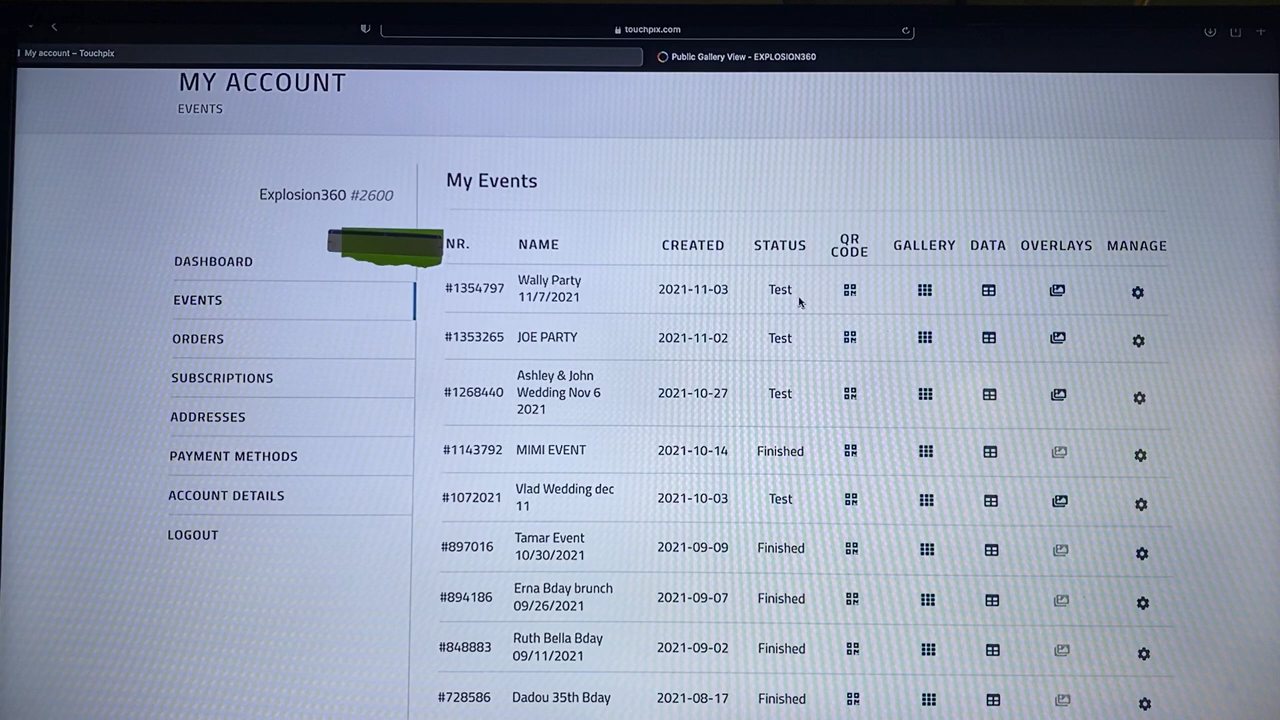 touchpix.com
My account – Touchpix
Public Gallery View - EXPLOSION360
MY ACCOUNT
EVENTS
Explosion360 #2600
DASHBOARD
EVENTS
ORDERS
SUBSCRIPTIONS
ADDRESSES
PAYMENT METHODS
ACCOUNT DETAILS
LOGOUT
My Events
NR. NAME CREATED STATUS QR CODE GALLERY DATA OVERLAYS MANAGE
#1354797 Wally Party 11/7/2021 2021-11-03 Test
#1353265 JOE PARTY 2021-11-02 Test
#1268440 Ashley & John Wedding Nov 6 2021 2021-10-27 Test
#1143792 MIMI EVENT 2021-10-14 Finished
#1072021 Vlad Wedding dec 11 2021-10-03 Test
#897016 Tamar Event 10/30/2021 2021-09-09 Finished
#894186 Erna Bday brunch 09/26/2021 2021-09-07 Finished
#848883 Ruth Bella Bday 09/11/2021 2021-09-02 Finished
#728586 Dadou 35th Bday 2021-08-17 Finished